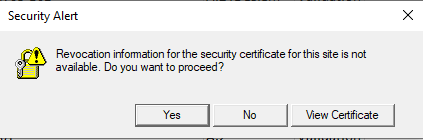 Security Alert
Revocation information for the security certificate for this site is not
available. Do you want to proceed?
Yes
No
View Certificate